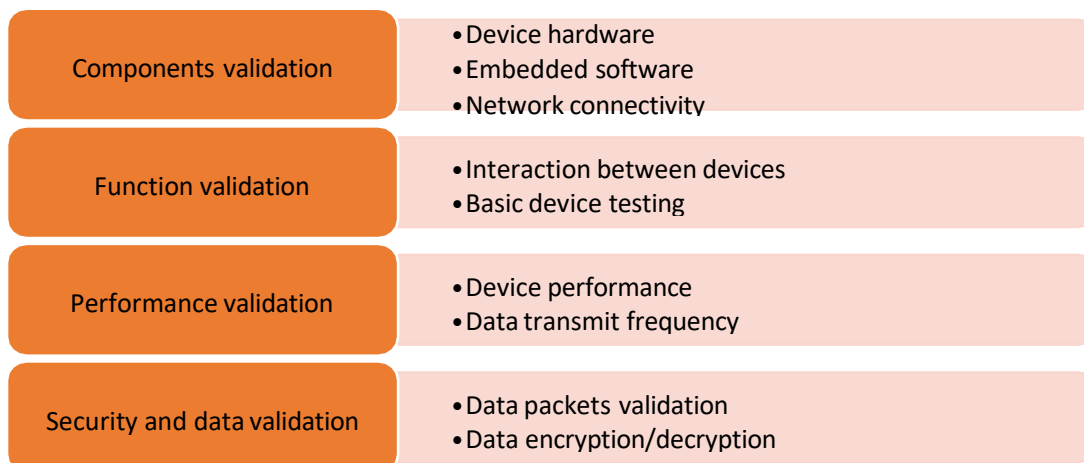 Components validation
•Device hardware
•Embedded software
•Network connectivity
Function validation
•Interaction between devices
•Basic device testing
Performance validation
•Device performance
•Data transmit frequency
Security and data validation
•Data packets validation
•Data encryption/decryption